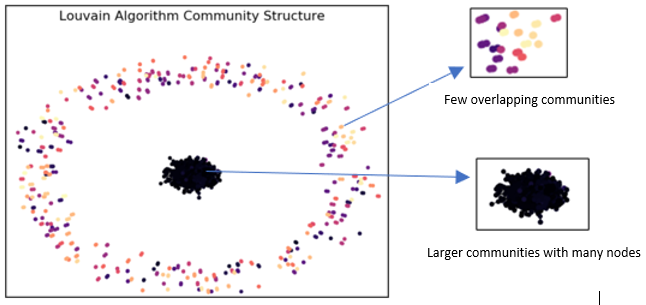 Louvain Algorithm Community Structure
Few overlapping communities
Larger communities with many nodes